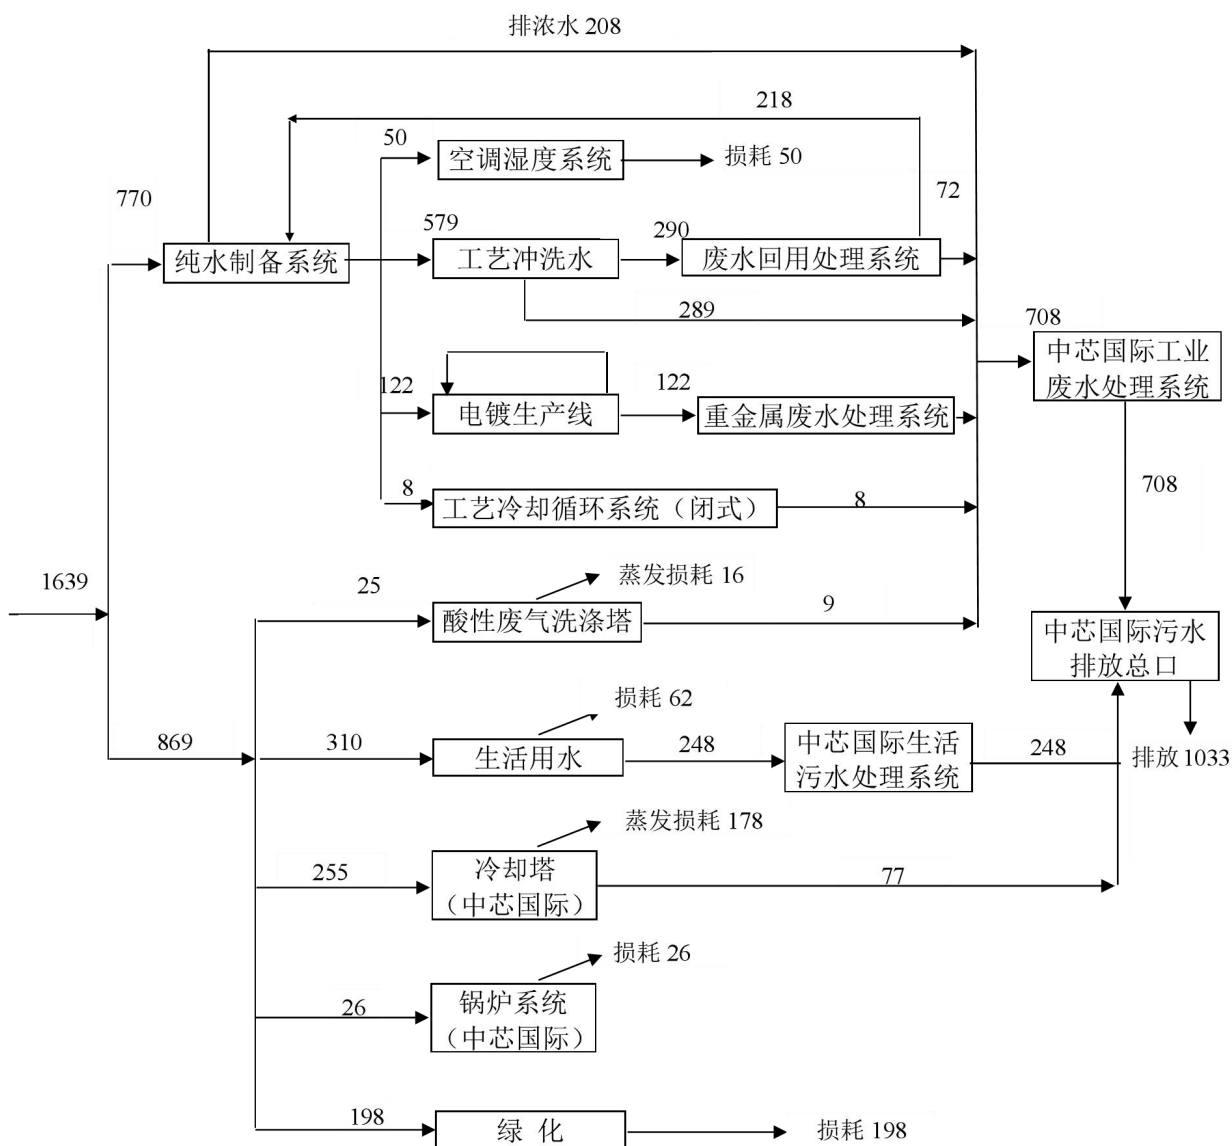 排浓水 208
218
50
空调湿度系统
损耗 50
72
770
579
290
纯水制备系统
工艺冲洗水
废水回用处理系统
289
708
中芯国际工业
废水处理系统
122
122
电镀生产线
重金属废水处理系统
8
工艺冷却循环系统（闭式）
8
708
1639
25
蒸发损耗 16
9
酸性废气洗涤塔
中芯国际污水
排放总口
损耗 62
869
310
生活用水
248
中芯国际生活
污水处理系统
248
排放 1033
蒸发损耗 178
255
冷却塔
（中芯国际）
77
损耗 26
26
锅炉系统
（中芯国际）
198
绿 化
损耗 198